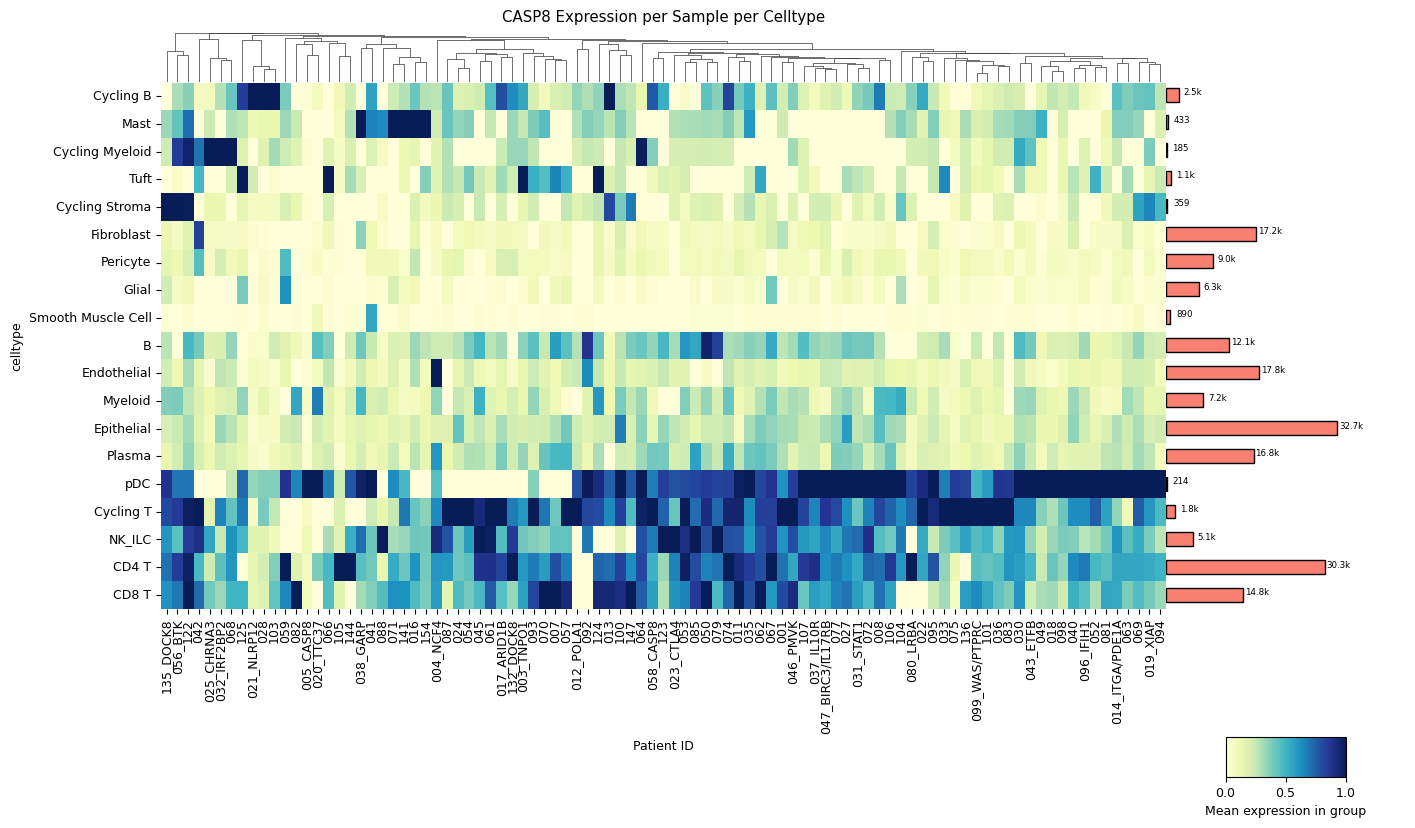 CASP8 Expression per Sample per Celltype
Cycling B
2.5k
Mast
433
Cycling Myeloid
185
Tuft
1.1k
Cycling Stroma
359
Fibroblast
17.2k
Pericyte
9.0k
Glial
6.3k
Smooth Muscle Cell
890
B
12.1k
Endothelial
17.8k
Myeloid
7.2k
Epithelial
32.7k
Plasma
16.8k
pDC
214
Cycling T
1.8k
NK_ILC
5.1k
CD4 T
30.3k
CD8 T
14.8k
celltype
135_DOCK8
056_BTK
122
042
025_CHRNA3
032_IRF2BP2
068
125
021_NLRP12
028
103
059
082
005_CASP8
020_TTC37
066
105
144
038_GARP
041
088
071
141
016
154
004_NCF4
087
024
054
045
061
017_ARID1B
132_DOCK8
003_TNPO1
093
070
007
057
012_POLA1
092
124
013
100
147
064
058_CASP8
123
023_CTLA4
053
085
050
079
074
011
035
062
067
001
046_PMVK
107
037_IL10RB
047_BIRC3/IL17RB
077
027
031_STAT1
072
008
106
104
080_LRBA
022
095
033
075
136
099_WAS/PTPRC
101
036
083
030
043_ETFB
049
018
098
040
096_IFIH1
052
081
014_ITGA/PDE1A
063
069
019_XIAP
094
Patient ID
0.0
0.5
1.0
Mean expression in group